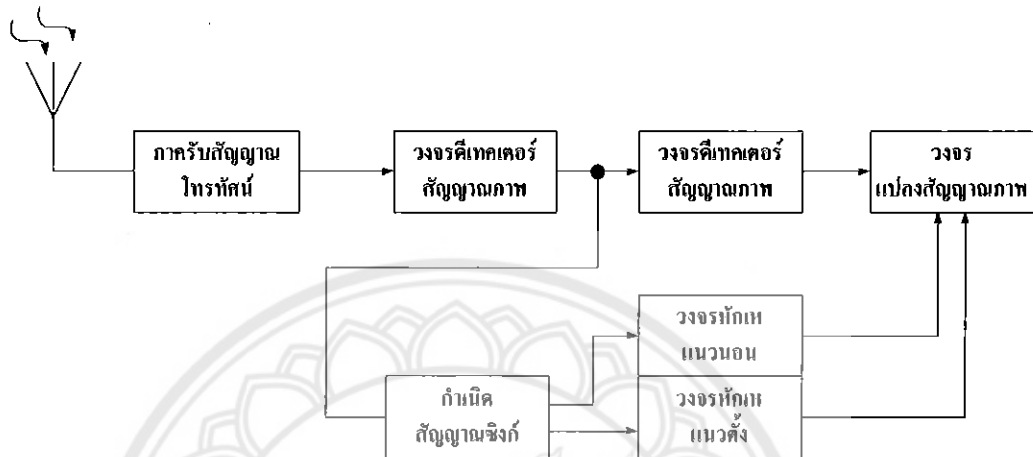 ภาครับสัญญาณ
โทรทัศน์
วงจรดีเทคเตอร์
สัญญาณภาพ
วงจรดีเทคเตอร์
สัญญาณภาพ
วงจร
แปลงสัญญาณภาพ
วงจรหักเห
แนวนอน
กำเนิด
สัญญาณซิงก์
วงจรหักเห
แนวตั้ง